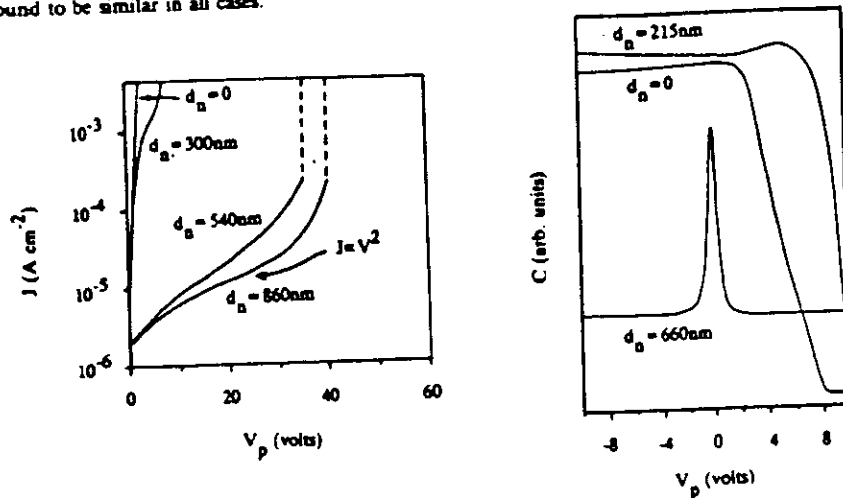 ound to be similar in all cases.
d_n = 0
d_n = 300nm
d_n = 540nm
J∝V²
d_n = 860nm
10⁻³
10⁻⁴
10⁻⁵
10⁻⁶
J (A cm⁻²)
0 20 40 60
V_p (volts)
d_n = 215nm
d_n = 0
d_n = 660nm
C (arb. units)
-8 -4 0 4 8
V_p (volts)